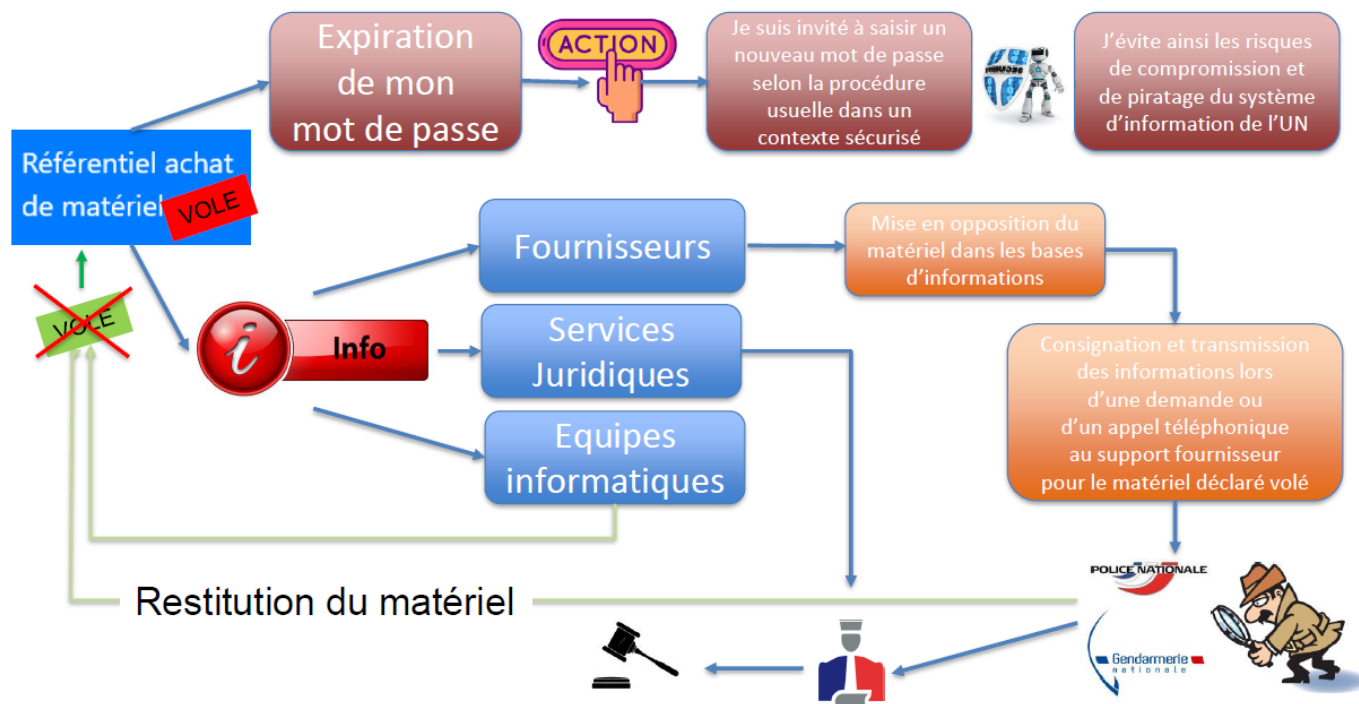 Expiration
de mon
mot de passe
ACTION
Je suis invité à saisir un
nouveau mot de passe
selon la procédure
usuelle dans un
contexte sécurisé
J’évite ainsi les risques
de compromission et
de piratage du système
d’information de l’UN
Référentiel achat
de matériel
VOLE
Fournisseurs
Mise en opposition du
matériel dans les bases
d’informations
VOLE
i Info
Services
Juridiques
Consignation et transmission
des informations lors
d’une demande ou
d’un appel téléphonique
au support fournisseur
pour le matériel déclaré volé
Equipes
informatiques
Restitution du matériel
POLICE NATIONALE
Gendarmerie
nationale